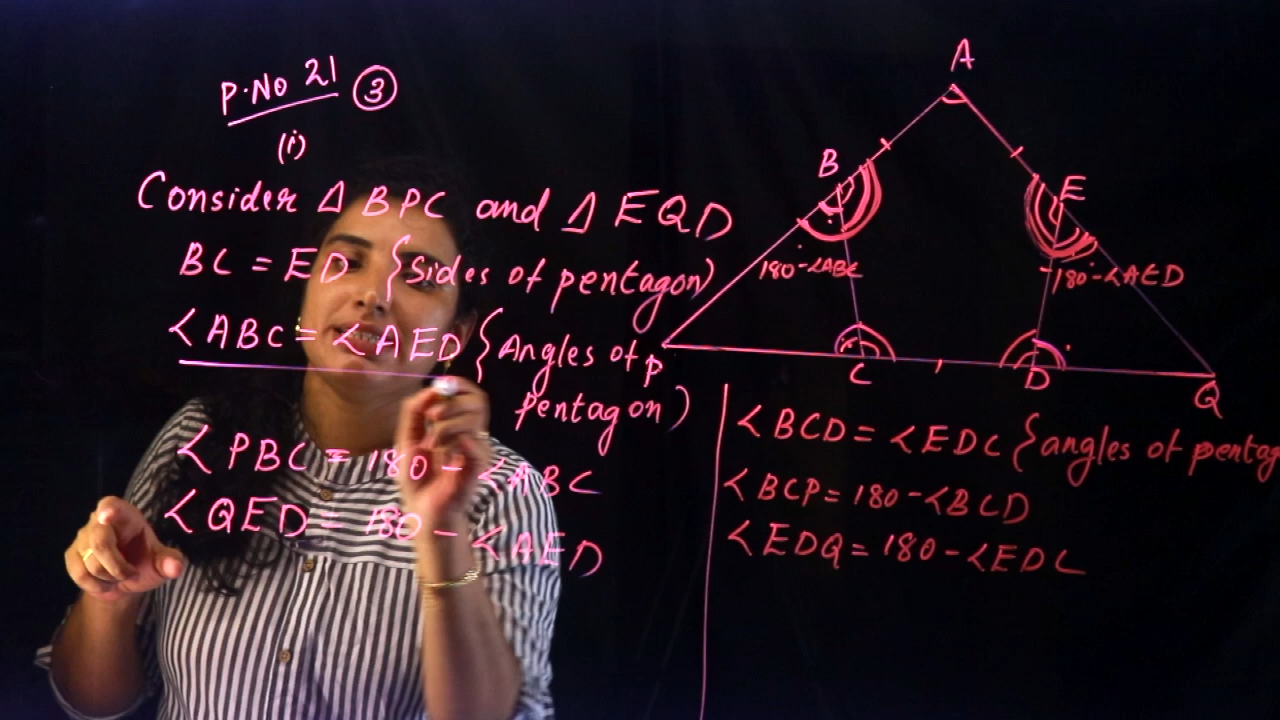 P.No 21 ③
(i)
Consider Δ BPC and Δ EQD
BC = ED {Sides of pentagon)
∠ABC = ∠AED {Angles of
pentagon)
∠PBC = 180 - ∠ABC
∠QED = 180 - ∠AED
A
B
E
180 - ∠ABC
180 - ∠AED
P
C
D
Q
∠BCD = ∠EDC {angles of pentag
∠BCP = 180 - ∠BCD
∠EDQ = 180 - ∠EDC